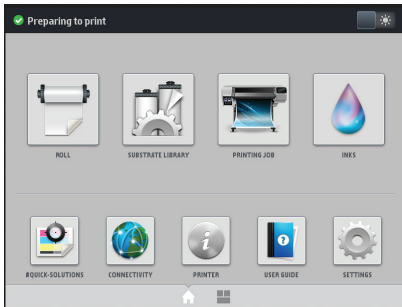 Preparing to print
ROLL
SUBSTRATE LIBRARY
PRINTING JOB
INKS
#QUICK-SOLUTIONS
CONNECTIVITY
PRINTER
USER GUIDE
SETTINGS